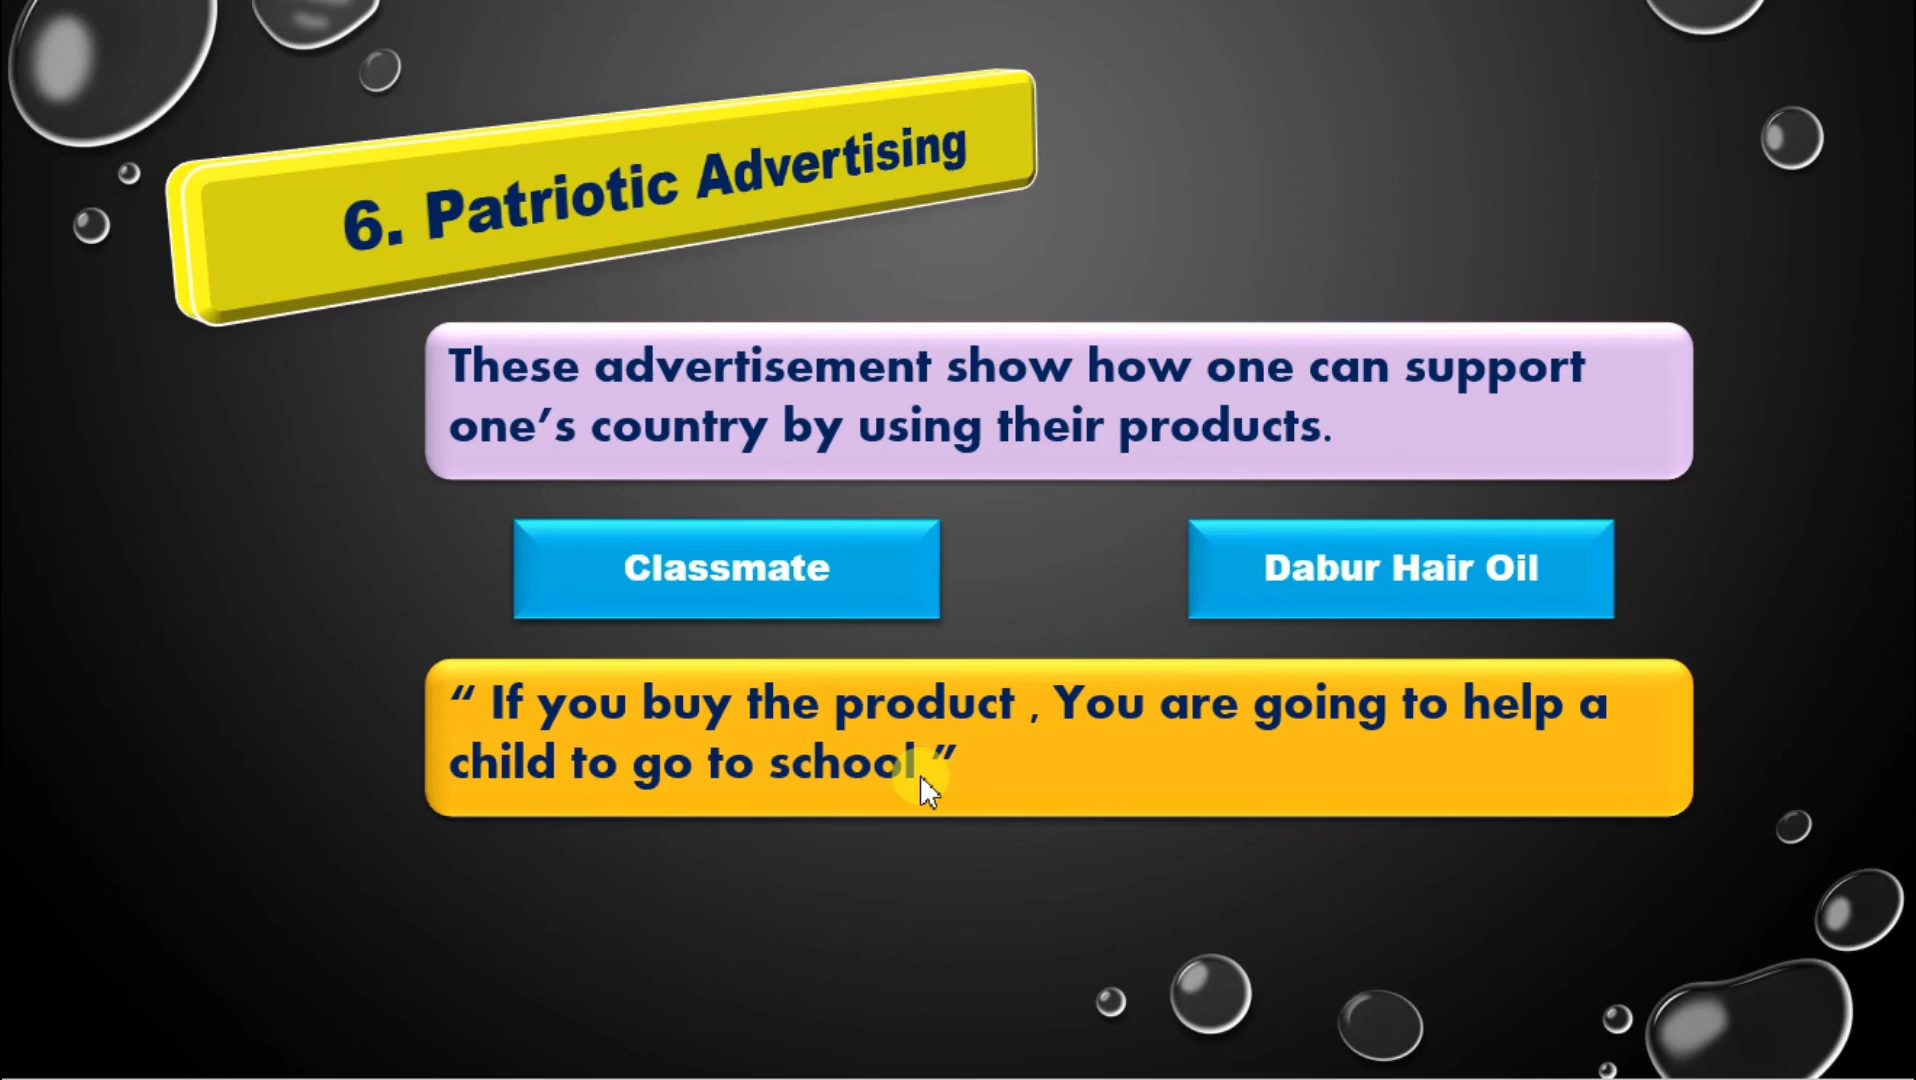 6. Patriotic Advertising
These advertisement show how one can support
one’s country by using their products.
Classmate
Dabur Hair Oil
“ If you buy the product , You are going to help a
child to go to school ”